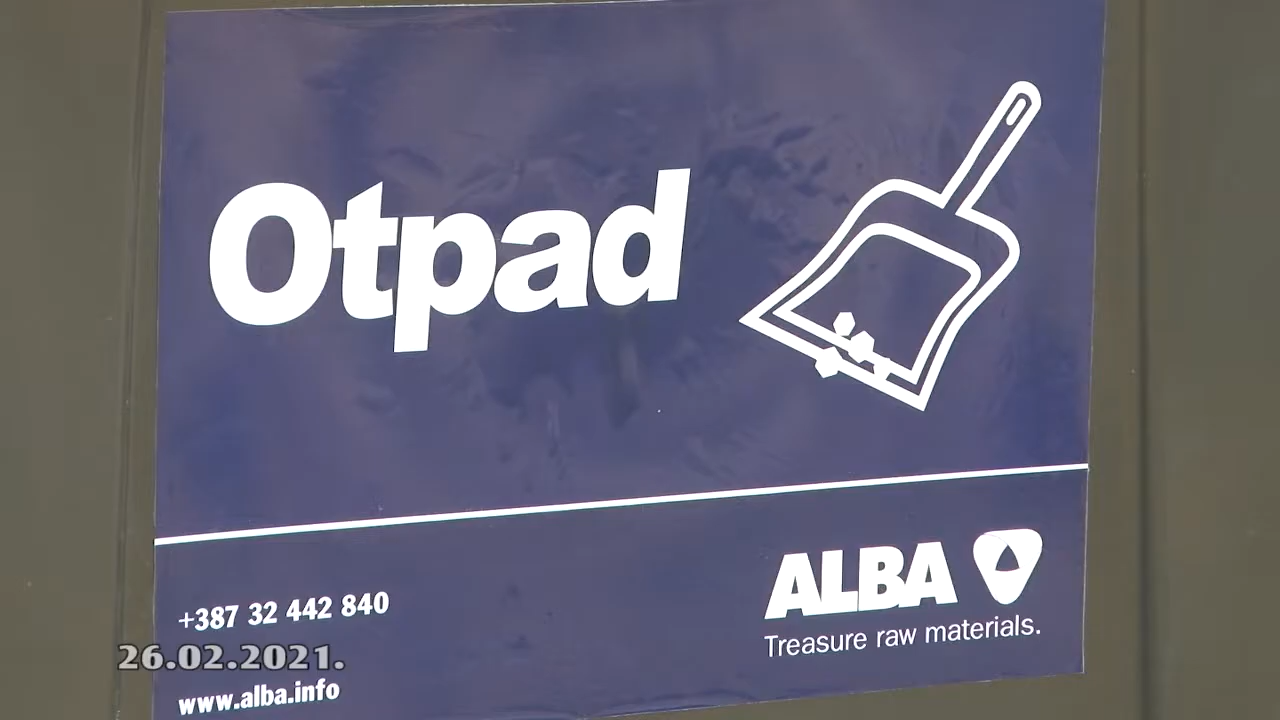 Otpad
+387 32 442 840
www.alba.info
ALBA
Treasure raw materials.
26.02.2021.